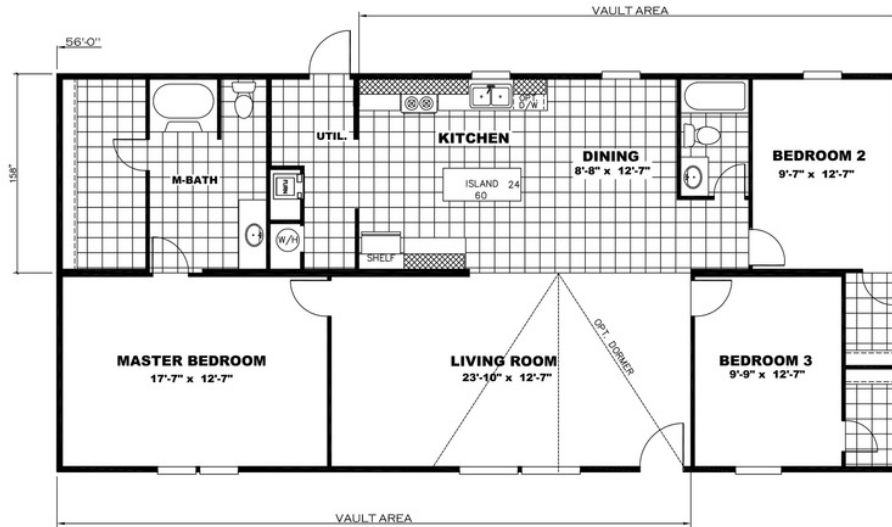 VAULT AREA
56'-0"
158"
UTIL.
KITCHEN
OPT.
D/W
DINING
8'-8" x 12'-7"
BEDROOM 2
9'-7" x 12'-7"
M-BATH
ISLAND 24
60
FURN
W/H
SHELF
MASTER BEDROOM
17'-7" x 12'-7"
LIVING ROOM
23'-10" x 12'-7"
OPT. DORMER
BEDROOM 3
9'-9" x 12'-7"
VAULT AREA